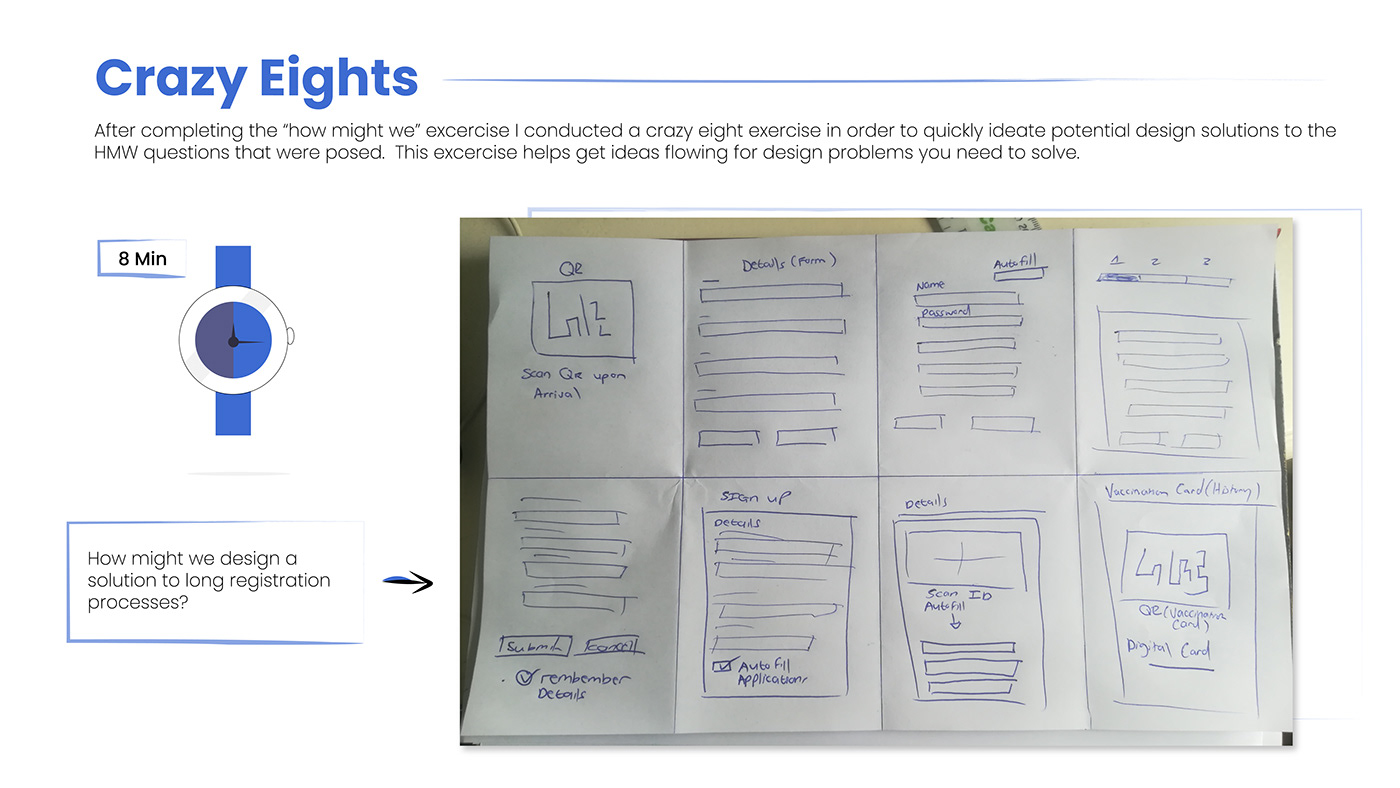 Crazy Eights
After completing the “how might we” excercise I conducted a crazy eight exercise in order to quickly ideate potential design solutions to the
HMW questions that were posed.  This excercise helps get ideas flowing for design problems you need to solve.
8 Min
How might we design a
solution to long registration
processes?
QR
Scan QR upon
Arrival
Details (Form)
Autofill
Name
password
1 2 3
Submit Cancel
rembember
Details
SIGn up
Details
Autofill
Application
Details
Scan ID
Autofill
Vaccination Card (History)
QR (Vaccination
Card)
Digital Card